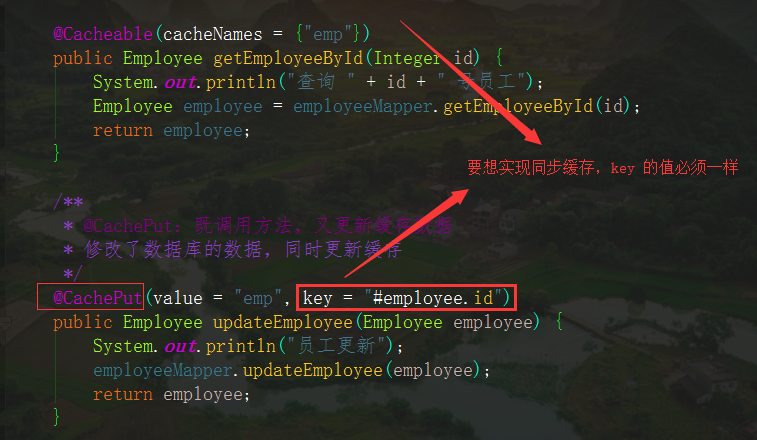 @Cacheable(cacheNames = {"emp"})
public Employee getEmployeeById(Integer id) {
System.out.println("查询 " + id + " 号员工");
Employee employee = employeeMapper.getEmployeeById(id);
return employee;
}
要想实现同步缓存，key 的值必须一样
/**
* @CachePut：既调用方法，又更新缓存数据
* 修改了数据库的数据，同时更新缓存
*/
@CachePut(value = "emp", key = "#employee.id")
public Employee updateEmployee(Employee employee) {
System.out.println("员工更新");
employeeMapper.updateEmployee(employee);
return employee;
}